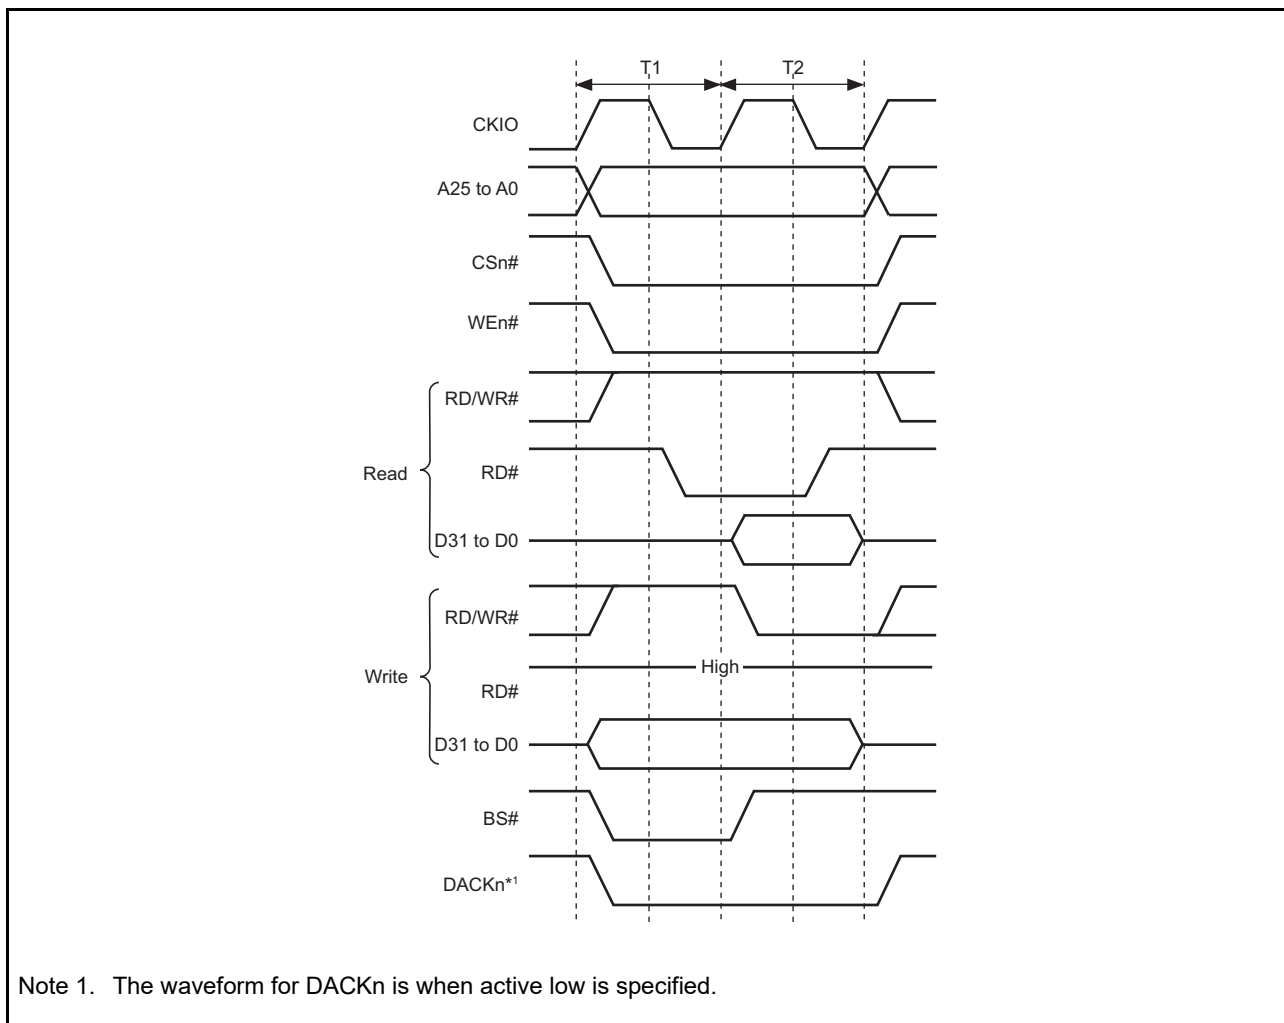 T1 T2
CKIO
A25 to A0
CSn#
WEn#
RD/WR#
Read
RD#
D31 to D0
RD/WR#
High
Write
RD#
D31 to D0
BS#
DACKn*1
Note 1. The waveform for DACKn is when active low is specified.